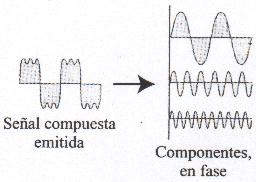 Señal compuesta
emitida
Componentes,
en fase